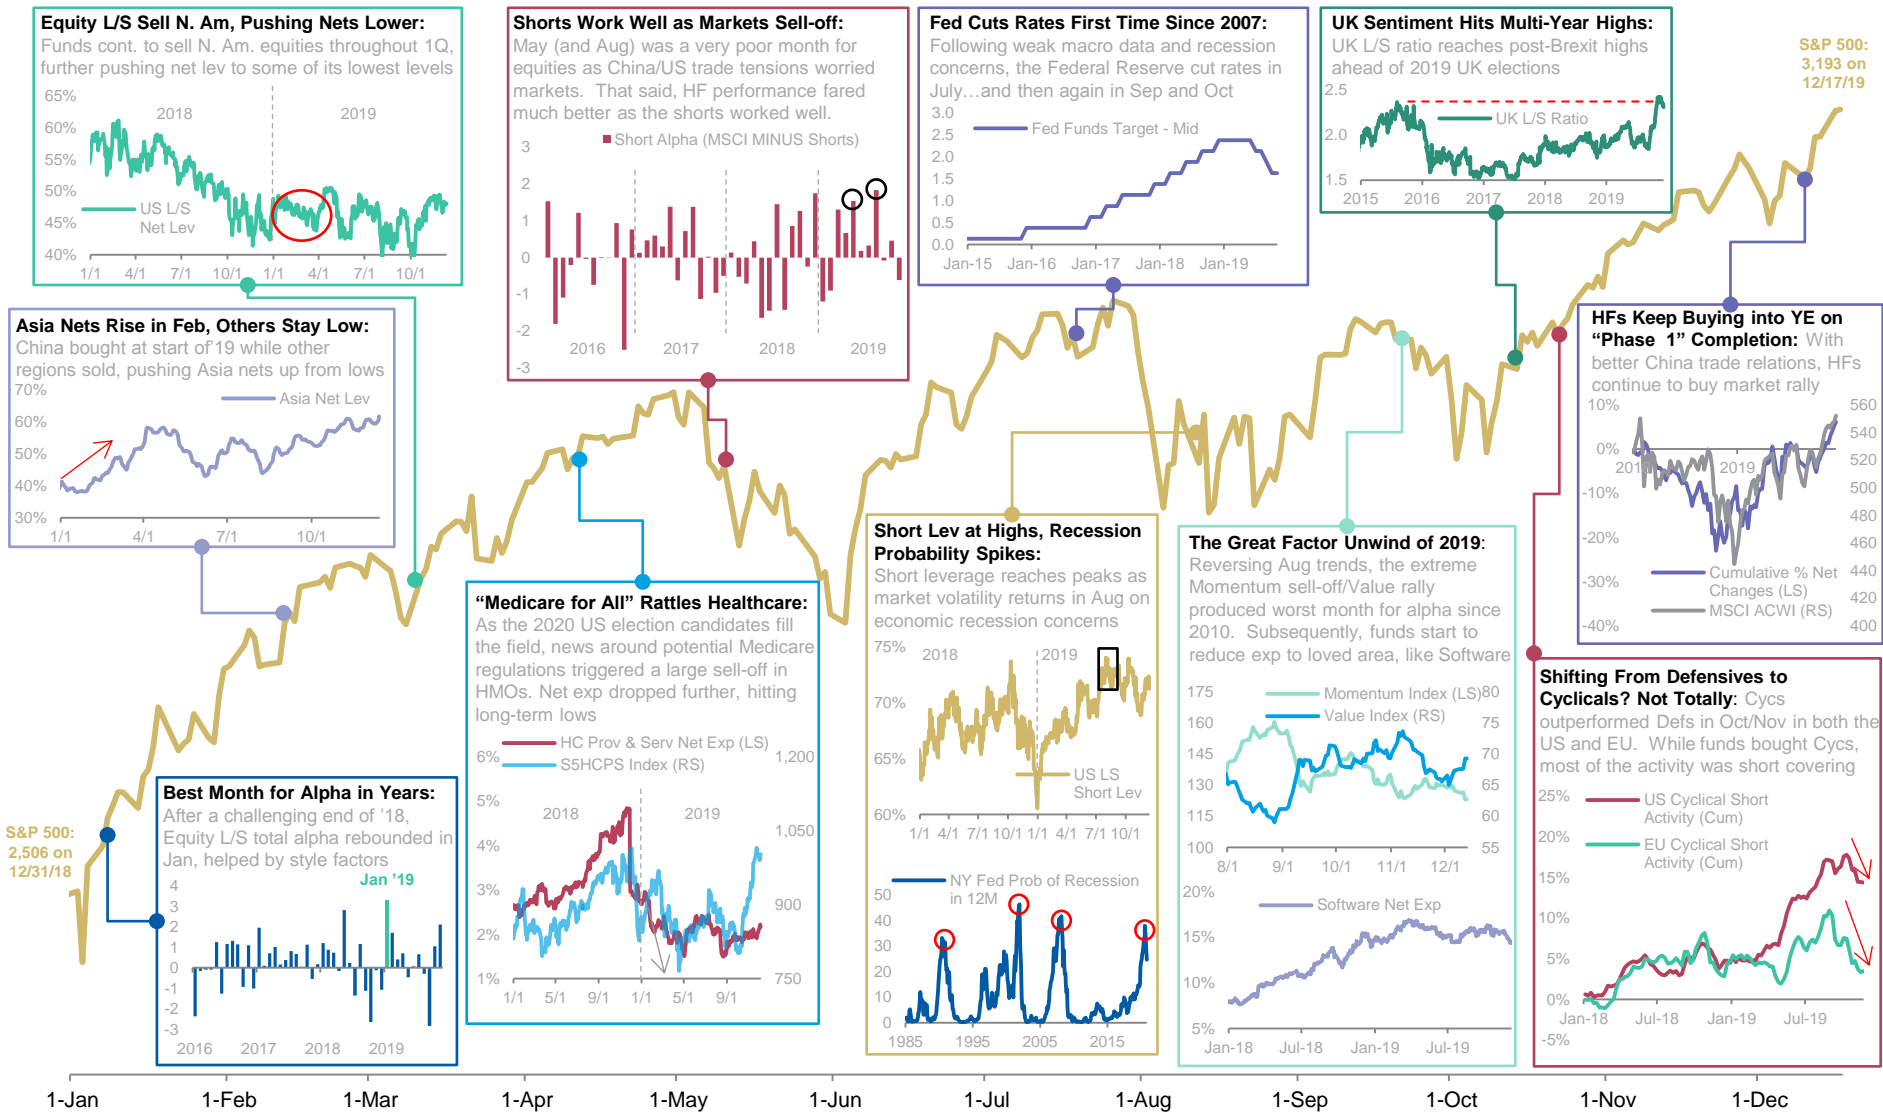 Equity L/S Sell N. Am, Pushing Nets Lower:
Funds cont. to sell N. Am. equities throughout 1Q,
further pushing net lev to some of its lowest levels
65%
60%
55%
50%
45%
40%
2018
2019
US L/S
Net Lev
1/1
4/1
7/1
10/1
1/1
4/1
7/1
10/1
Shorts Work Well as Markets Sell-off:
May (and Aug) was a very poor month for
equities as China/US trade tensions worried
markets. That said, HF performance fared
much better as the shorts worked well.
Short Alpha (MSCI MINUS Shorts)
3
2
1
0
-1
-2
-3
2016
2017
2018
2019
Fed Cuts Rates First Time Since 2007:
Following weak macro data and recession
concerns, the Federal Reserve cut rates in
July…and then again in Sep and Oct
3.0
2.5
2.0
1.5
1.0
0.5
0.0
Fed Funds Target - Mid
Jan-15
Jan-16
Jan-17
Jan-18
Jan-19
UK Sentiment Hits Multi-Year Highs:
UK L/S ratio reaches post-Brexit highs
ahead of 2019 UK elections
2.5
2.0
1.5
UK L/S Ratio
2015
2016
2017
2018
2019
S&P 500:
3,193 on
12/17/19
Asia Nets Rise in Feb, Others Stay Low:
China bought at start of'19 while other
regions sold, pushing Asia nets up from lows
70%
60%
50%
40%
30%
Asia Net Lev
1/1
4/1
7/1
10/1
HFs Keep Buying into YE on
“Phase 1” Completion: With
better China trade relations, HFs
continue to buy market rally
10%
0%
-10%
-20%
-30%
-40%
560
540
520
500
480
460
440
420
400
2019
Cumulative % Net
Changes (LS)
MSCI ACWI (RS)
“Medicare for All” Rattles Healthcare:
As the 2020 US election candidates fill
the field, news around potential Medicare
regulations triggered a large sell-off in
HMOs. Net exp dropped further, hitting
long-term lows
HC Prov & Serv Net Exp (LS)
S5HCPS Index (RS)
6%
5%
4%
3%
2%
1%
1,200
1,050
900
750
2018
2019
1/1
5/1
9/1
1/1
5/1
9/1
Short Lev at Highs, Recession
Probability Spikes:
Short leverage reaches peaks as
market volatility returns in Aug on
economic recession concerns
75%
70%
65%
60%
2018
2019
US LS
Short Lev
1/1
4/1
7/1
10/1
1/1
4/1
7/1
10/1
NY Fed Prob of Recession
in 12M
50
40
30
20
10
0
1985
1995
2005
2015
The Great Factor Unwind of 2019:
Reversing Aug trends, the extreme
Momentum sell-off/Value rally
produced worst month for alpha since
2010. Subsequently, funds start to
reduce exp to loved area, like Software
175
160
145
130
115
100
Momentum Index (LS)
Value Index (RS)
80
75
70
65
60
55
8/1
9/1
10/1
11/1
12/1
20%
15%
10%
5%
Software Net Exp
Jan-18
Jul-18
Jan-19
Jul-19
Shifting From Defensives to
Cyclicals? Not Totally: Cycs
outperformed Defs in Oct/Nov in both the
US and EU. While funds bought Cycs,
most of the activity was short covering
25%
20%
15%
10%
5%
0%
-5%
US Cyclical Short
Activity (Cum)
EU Cyclical Short
Activity (Cum)
Jan-18
Jul-18
Jan-19
Jul-19
S&P 500:
2,506 on
12/31/18
Best Month for Alpha in Years:
After a challenging end of ’18,
Equity L/S total alpha rebounded in
Jan, helped by style factors
Jan ’19
4
3
2
1
0
-1
-2
-3
2016
2017
2018
2019
1-Jan
1-Feb
1-Mar
1-Apr
1-May
1-Jun
1-Jul
1-Aug
1-Sep
1-Oct
1-Nov
1-Dec